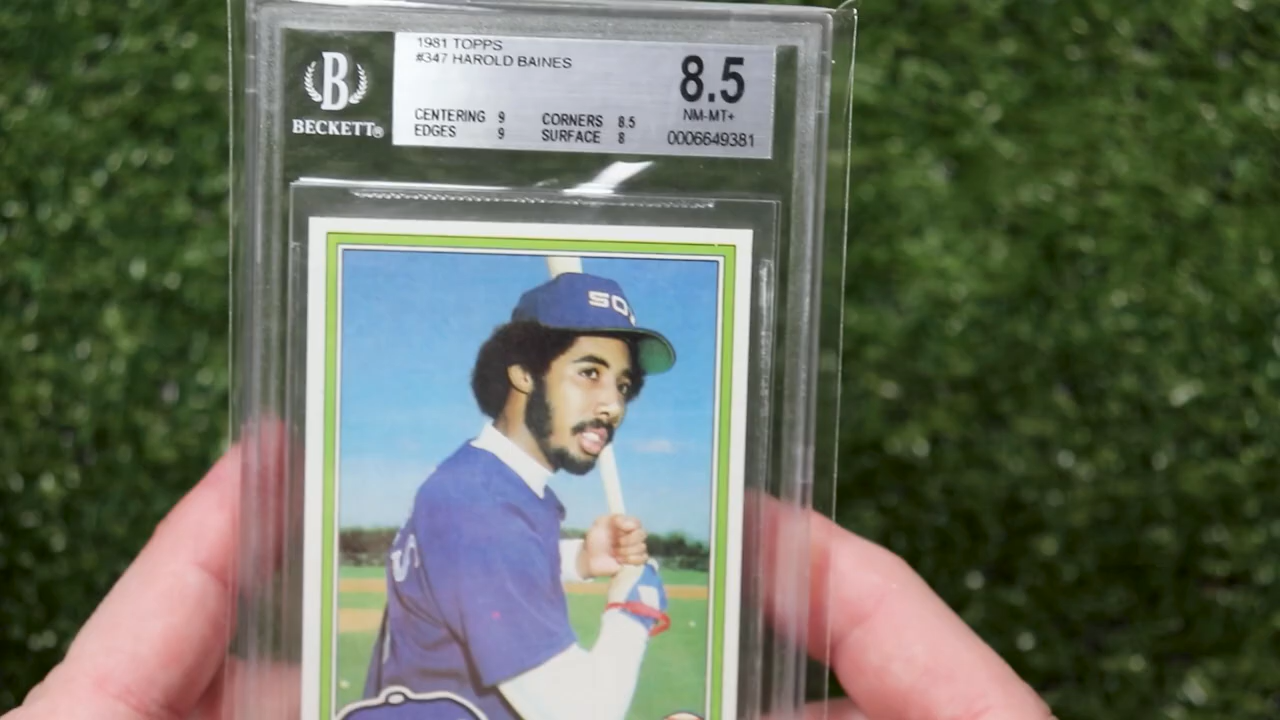 B
BECKETT®
1981 TOPPS
#347 HAROLD BAINES
8.5
NM-MT+
CENTERING 9 CORNERS 8.5
EDGES 9 SURFACE 8
0006649381
S